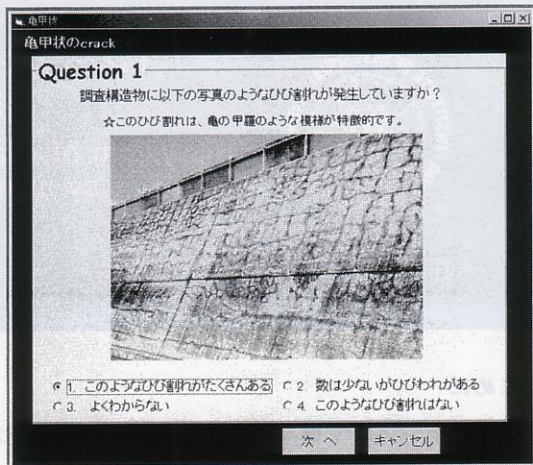 亀甲状
亀甲状のcrack
Question 1
調査構造物に以下の写真のようなひび割れが発生していますか?
☆このひび割れは、亀の甲羅のような模様が特徴的です。
1. このようなひび割れがたくさんある
2. 数は少ないがひびわれがある
3. よくわからない
4. このようなひび割れはない
次 へ
キャンセル